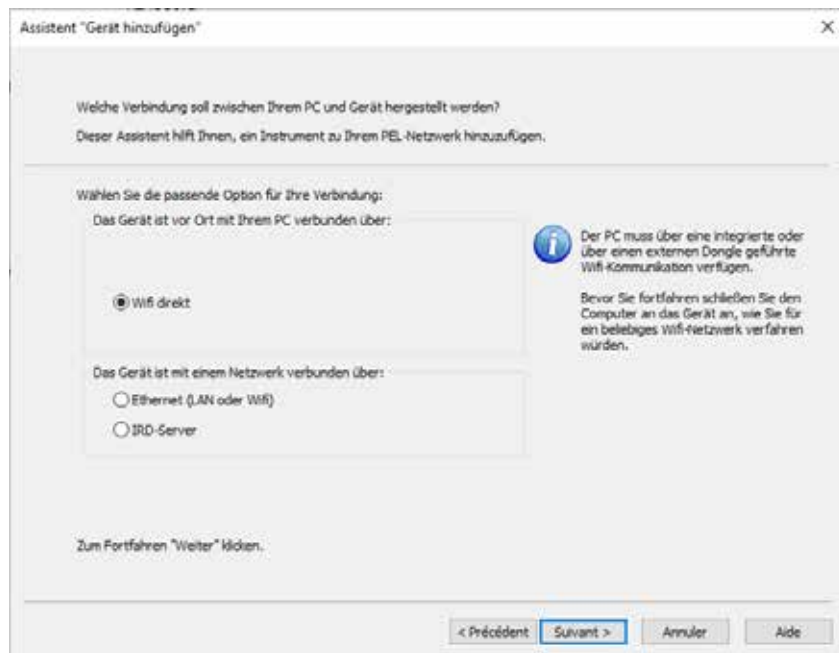 Assistent "Gerät hinzufügen"
Welche Verbindung soll zwischen Ihrem PC und Gerät hergestellt werden?
Dieser Assistent hilft Ihnen, ein Instrument zu Ihrem PEL-Netzwerk hinzuzufügen.
Wählen Sie die passende Option für Ihre Verbindung:
Das Gerät ist vor Ort mit Ihrem PC verbunden über:
Wifi direkt
Der PC muss über eine integrierte oder
über einen externen Dongle geführte
Wifi-Kommunikation verfügen.
Bevor Sie fortfahren schließen Sie den
Computer an das Gerät an, wie Sie für
ein beliebiges Wifi-Netzwerk verfahren
würden.
Das Gerät ist mit einem Netzwerk verbunden über:
Ethernet (LAN oder Wifi)
IRD-Server
Zum Fortfahren "Weiter" klicken.
< Précédent
Suivant >
Annuler
Aide